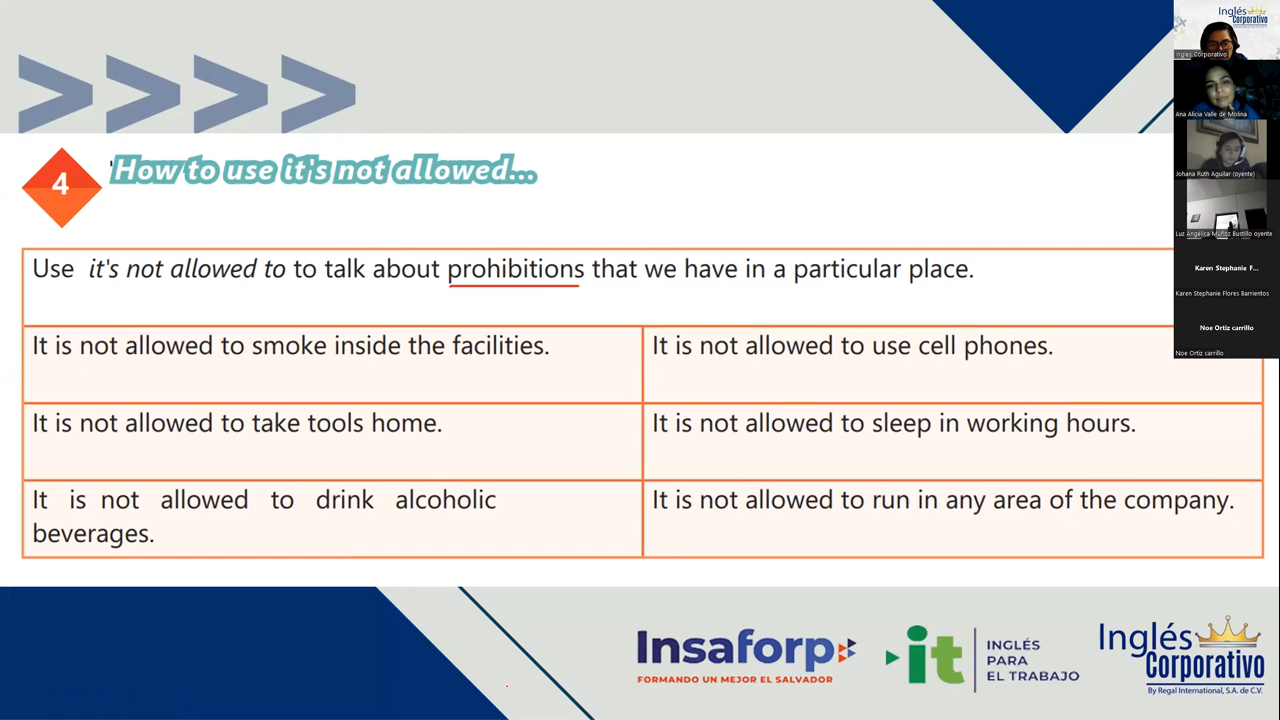 4
How to use it's not allowed...
Use it's not allowed to to talk about prohibitions that we have in a particular place.
It is not allowed to smoke inside the facilities.
It is not allowed to use cell phones.
It is not allowed to take tools home.
It is not allowed to sleep in working hours.
It is not allowed to drink alcoholic
beverages.
It is not allowed to run in any area of the company.
Insaforp
FORMANDO UN MEJOR EL SALVADOR
it
INGLÉS
PARA
EL TRABAJO
Inglés
Corporativo
By Regal International, S.A. de C.V.
Inglés
Corporativo
Inglés Corporativo
Ana Alicia Valle de Molina
Johana Ruth Aguilar (oyente)
Luz Angélica Muñoz Bustillo oyente
Karen Stephanie F...
Karen Stephanie Flores Barrientos
Noe Ortiz carrillo
Noe Ortiz carrillo